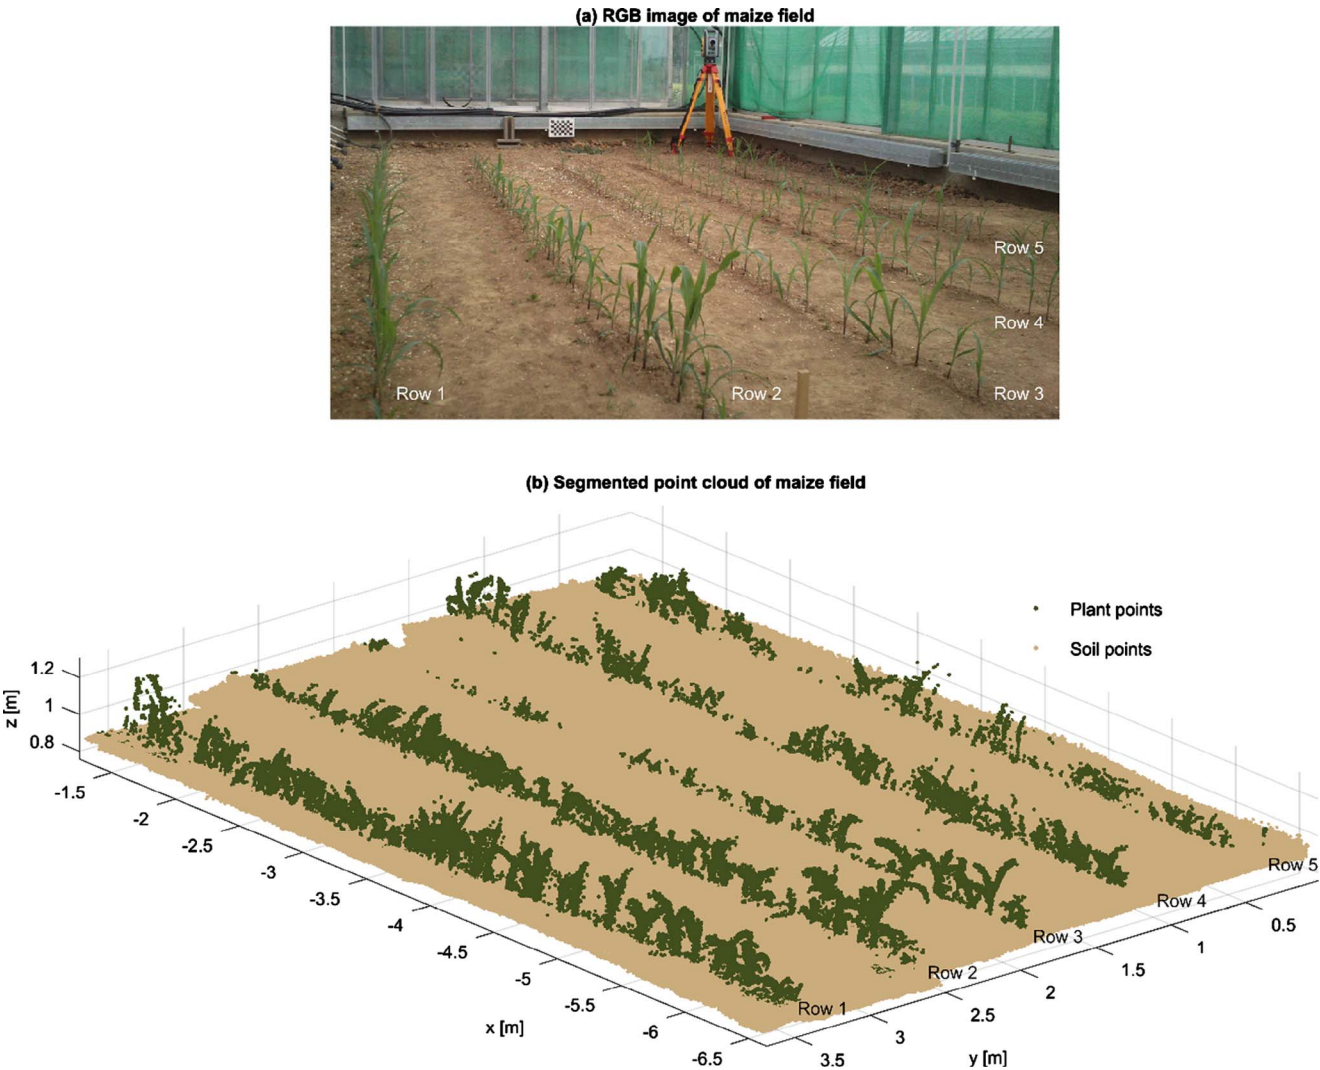 (a) RGB image of maize field
Row 5
Row 4
Row 1
Row 2
Row 3
(b) Segmented point cloud of maize field
Plant points
Soil points
1.2
1
0.8
z [m]
-1.5
-2
-2.5
-3
-3.5
-4
-4.5
-5
-5.5
-6
-6.5
x [m]
Row 5
Row 4
Row 3
Row 2
Row 1
0.5
1
1.5
2
2.5
3
3.5
y [m]